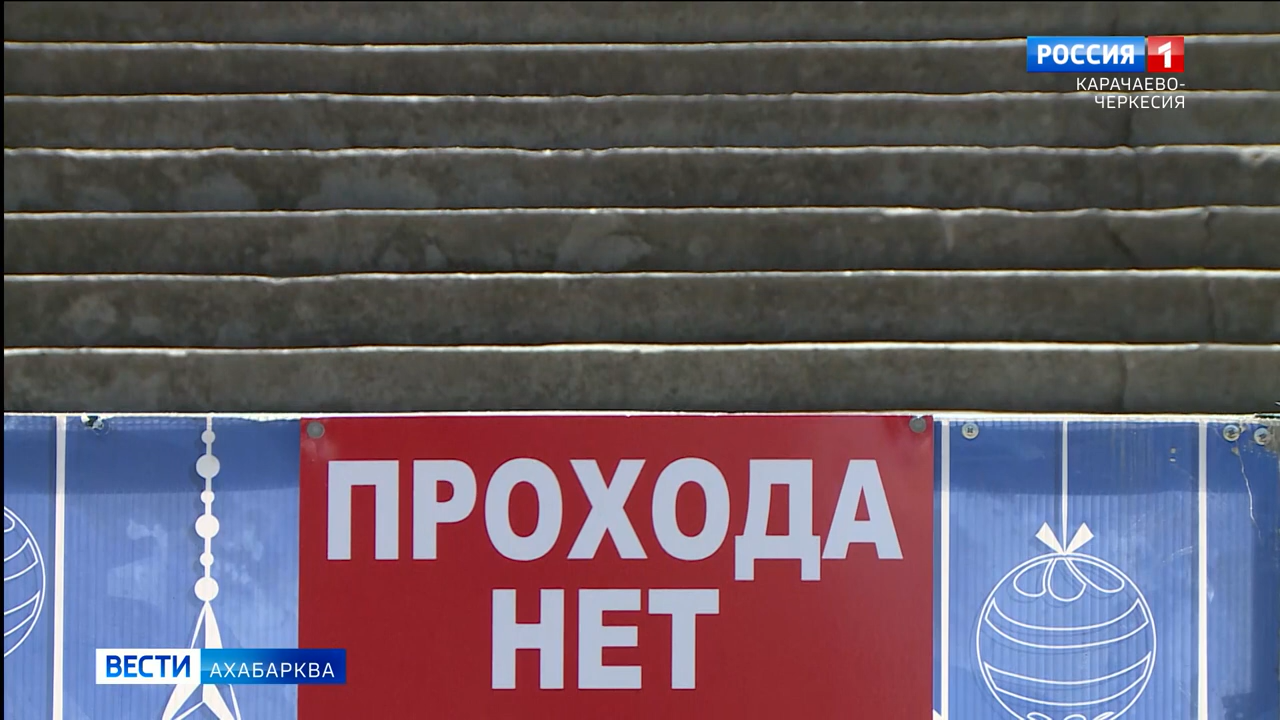 РОССИЯ 1
КАРАЧАЕВО-
ЧЕРКЕСИЯ
ПРОХОДА
НЕТ
ВЕСТИ АХАБАРКВА